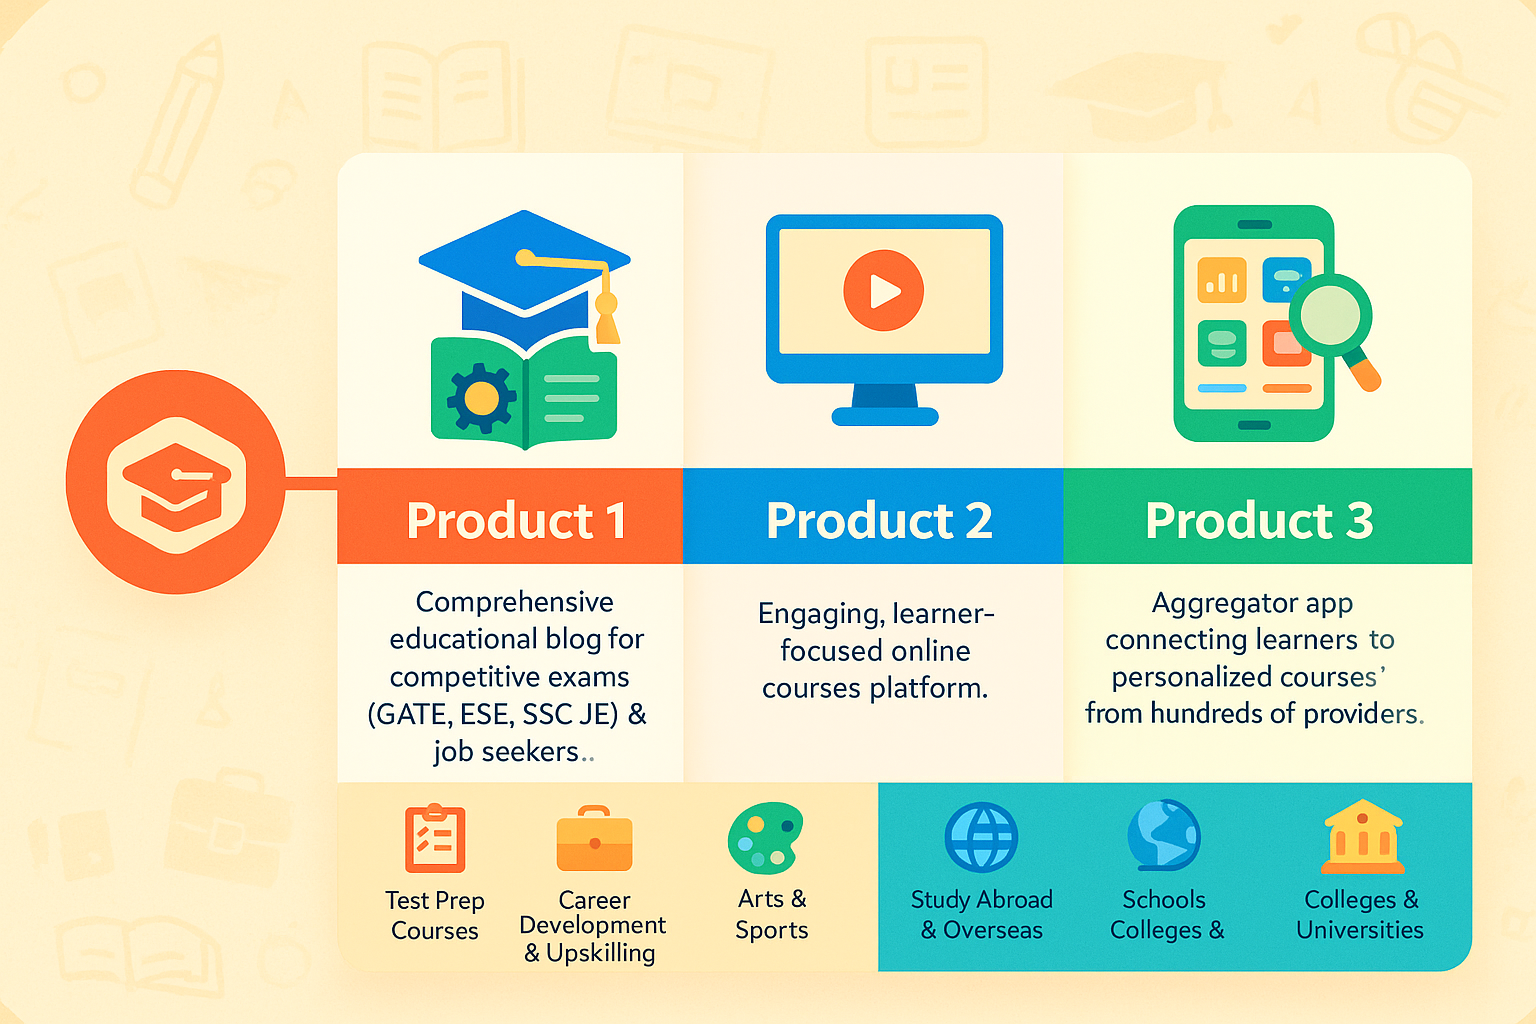 Product 1
Product 2
Product 3
Comprehensive
educational blog for
competitive exams
(GATE, ESE, SSC JE) &
job seekers..
Engaging, learner-
focused online
courses platform.
Aggregator app
connecting learners to
personalized courses’
from hundreds of providers.
Test Prep
Courses
Career
Development
& Upskilling
Arts &
Sports
Study Abroad
& Overseas
Schools
Colleges &
Colleges &
Universities